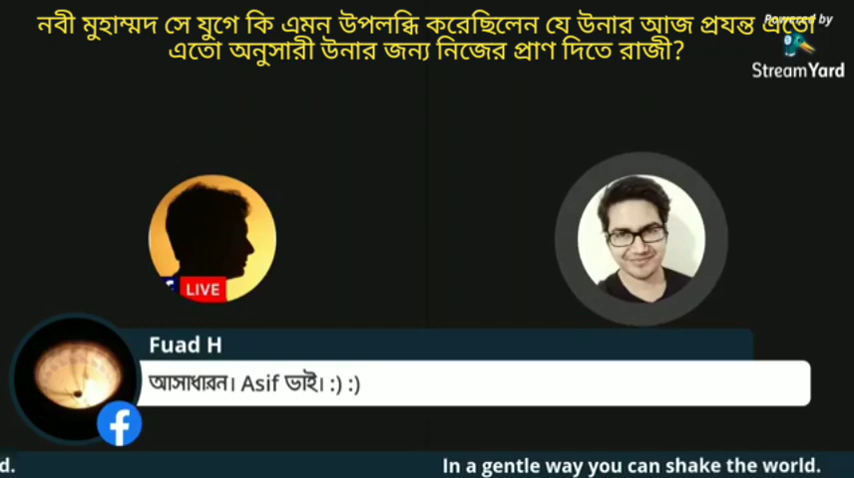 নবী মুহাম্মদ সে যুগে কি এমন উপলব্ধি করেছিলেন যে উনার আজ প্রযন্ত এতো
এতো অনুসারী উনার জন্য নিজের প্রাণ দিতে রাজী?
Powered by
StreamYard
LIVE
Fuad H
আসাধারন। Asif ভাই। :) :)
d.
In a gentle way you can shake the world.